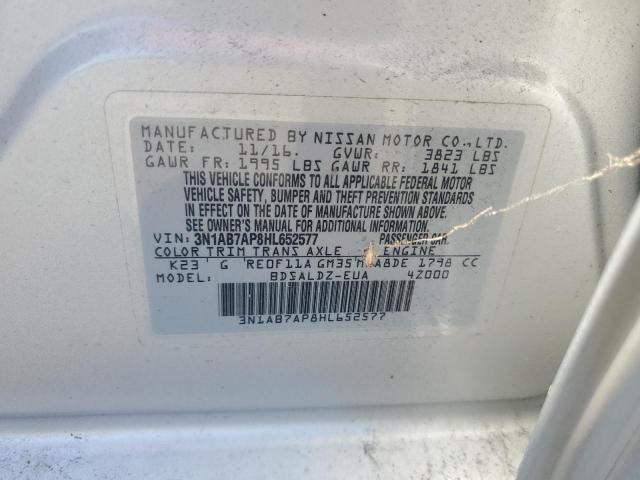 MANUFACTURED BY NISSAN MOTOR CO., LTD.
DATE: 11/16. GVWR: 3823 LBS
GAWR FR: 1995 LBS GAWR RR: 1841 LBS
THIS VEHICLE CONFORMS TO ALL APPLICABLE FEDERAL MOTOR
VEHICLE SAFETY, BUMPER, AND THEFT PREVENTION STANDARDS
IN EFFECT ON THE DATE OF MANUFACTURE SHOWN ABOVE.
SEE OWNER'S MANUAL FOR ADDITIONAL INFORMATION.
VIN: 3N1AB7AP8HL652577 PASSENGER CAR.
COLOR TRIM TRANS AXLE ENGINE
K23 G RE0F11A GM35 1798 CC
MODEL: BDSALDZ-EUA 4Z000
3N1AB7AP8HL652577